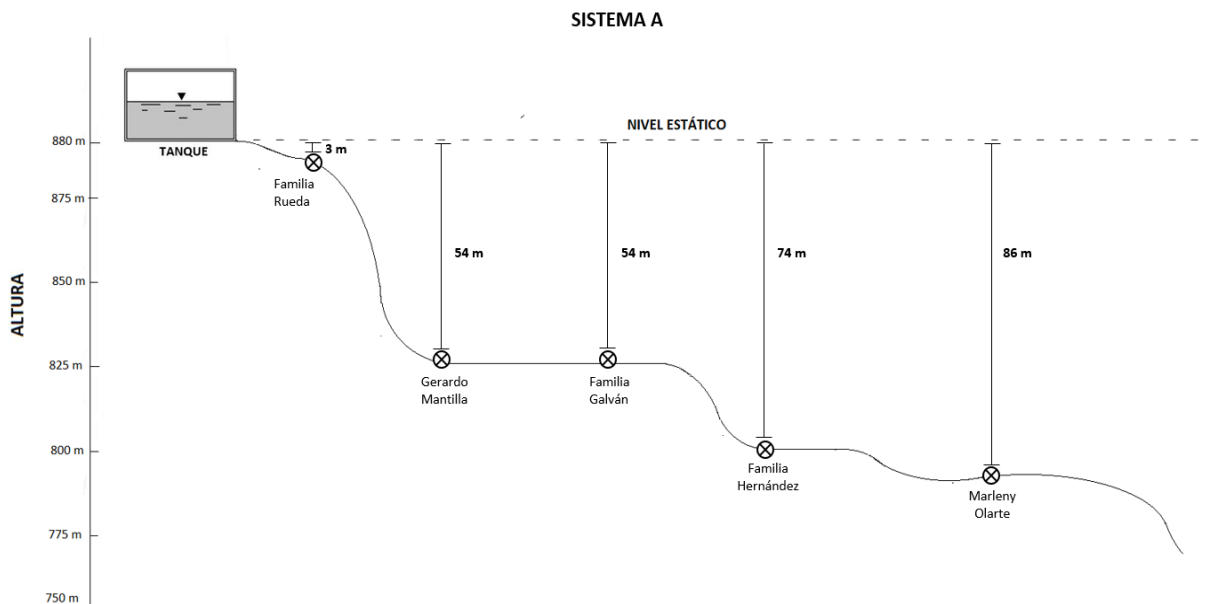 SISTEMA A
NIVEL ESTÁTICO
880 m
TANQUE
3 m
Familia
Rueda
875 m
54 m
54 m
74 m
86 m
850 m
ALTURA
825 m
Gerardo
Mantilla
Familia
Galván
800 m
Familia
Hernández
Marleny
Olarte
775 m
750 m